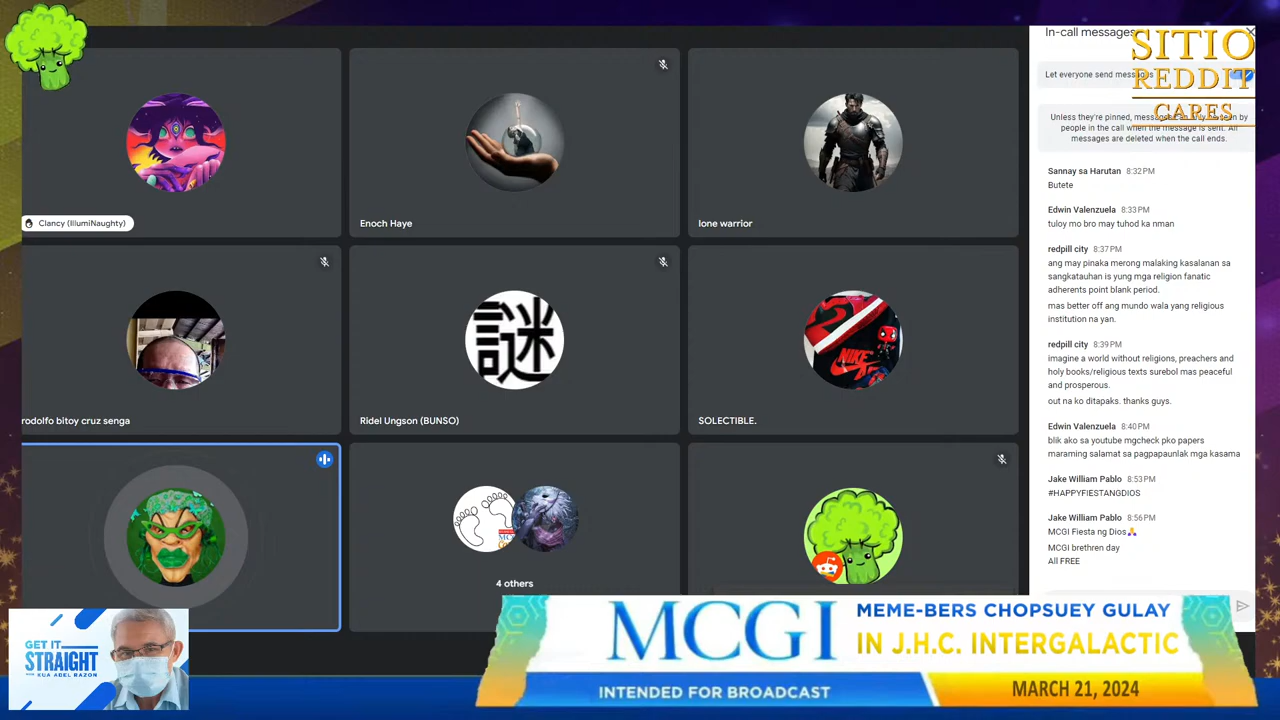 In-call messages
SITIO
REDDIT
CARES
Let everyone send messages
Unless they're pinned, messages can only be seen by
people in the call when the message is sent. All
messages are deleted when the call ends.
Clancy (IllumiNaughty)
Enoch Haye
lone warrior
rodolfo bitoy cruz senga
謎
Ridel Ungson (BUNSO)
NIKE
SOLECTIBLE.
4 others
Sannay sa Harutan 8:32 PM
Butete
Edwin Valenzuela 8:33 PM
tuloy mo bro may tuhod ka nman
redpill city 8:37 PM
ang may pinaka merong malaking kasalanan sa
sangkatauhan is yung mga religion fanatic
adherents point blank period.
mas better off ang mundo wala yang religious
institution na yan.
redpill city 8:39 PM
imagine a world without religions, preachers and
holy books/religious texts surebol mas peaceful
and prosperous.
out na ko ditapaks. thanks guys.
Edwin Valenzuela 8:40 PM
blik ako sa youtube mgcheck pko papers
maraming salamat sa pagpapaunlak mga kasama
Jake William Pablo 8:53 PM
#HAPPYFIESTANGDIOS
Jake William Pablo 8:56 PM
MCGI Fiesta ng Dios
MCGI brethren day
All FREE
GET IT
STRAIGHT
WITH KUA ADEL RAZON
MCGI
MEME-BERS CHOPSUEY GULAY
IN J.H.C. INTERGALACTIC
INTENDED FOR BROADCAST
MARCH 21, 2024